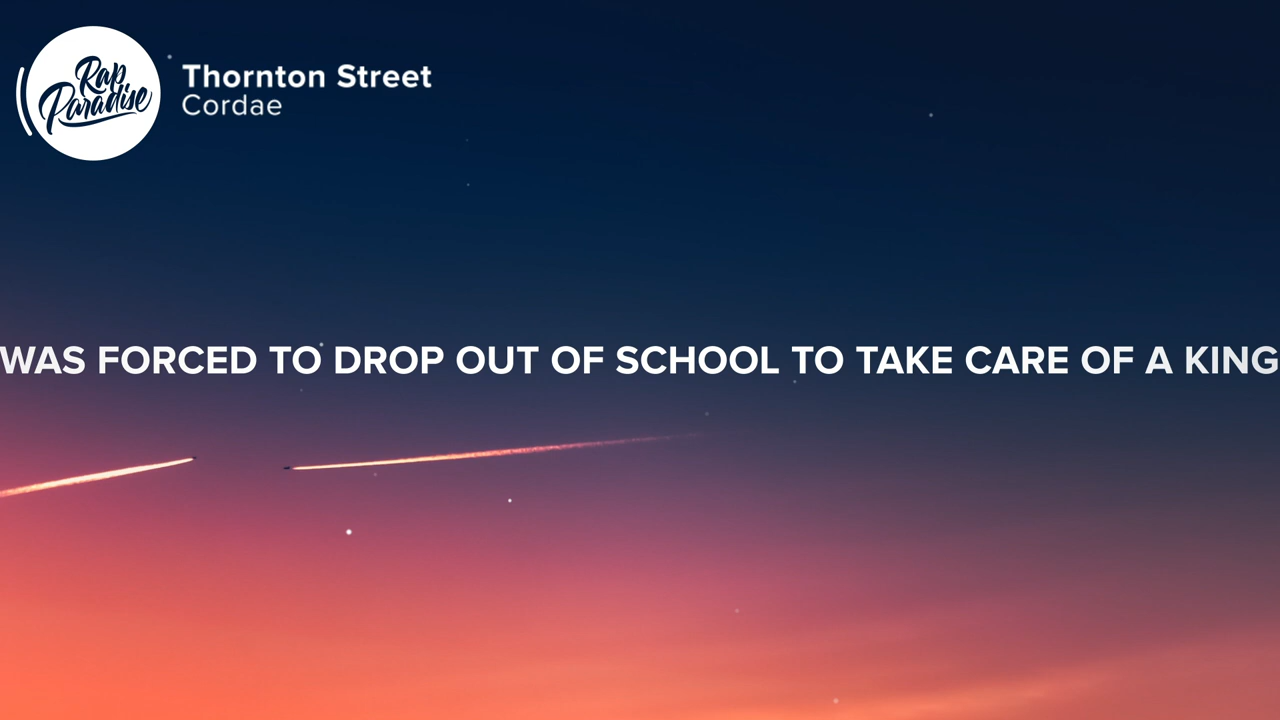 Rap
Paradise
Thornton Street
Cordae
WAS FORCED TO DROP OUT OF SCHOOL TO TAKE CARE OF A KING